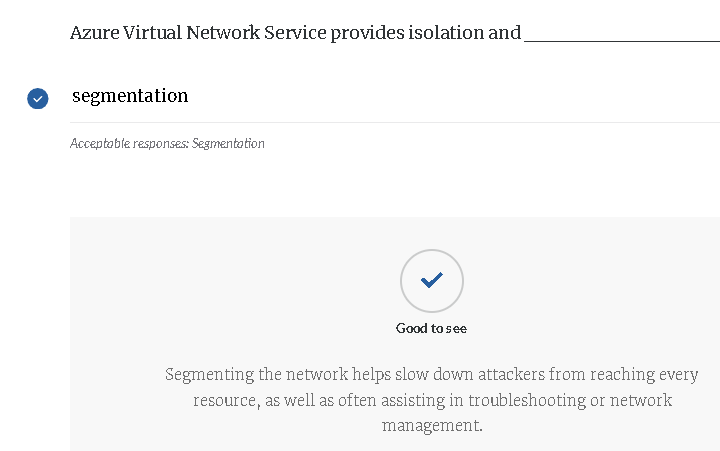 Azure Virtual Network Service provides isolation and
segmentation
Acceptable responses: Segmentation
Good to see
Segmenting the network helps slow down attackers from reaching every
resource, as well as often assisting in troubleshooting or network
management.